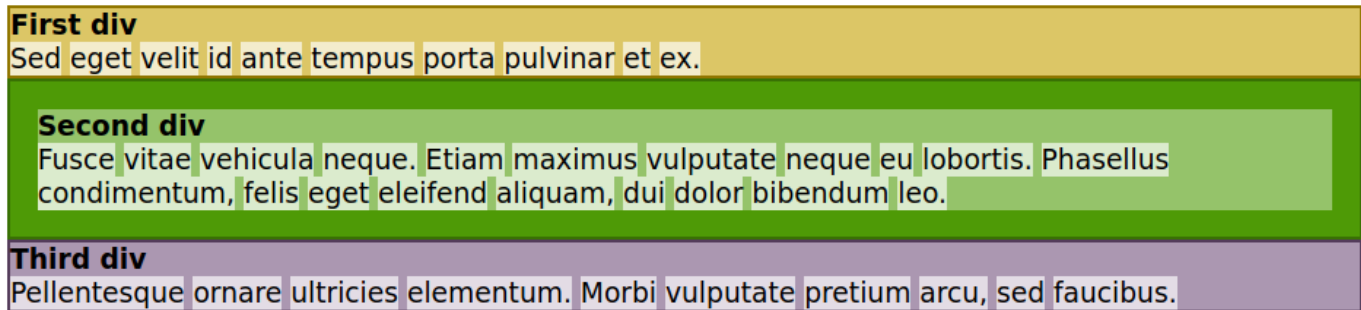 First div
Sed eget velit id ante tempus porta pulvinar et ex.
Second div
Fusce vitae vehicula neque. Etiam maximus vulputate neque eu lobortis. Phasellus
condimentum, felis eget eleifend aliquam, dui dolor bibendum leo.
Third div
Pellentesque ornare ultricies elementum. Morbi vulputate pretium arcu, sed faucibus.